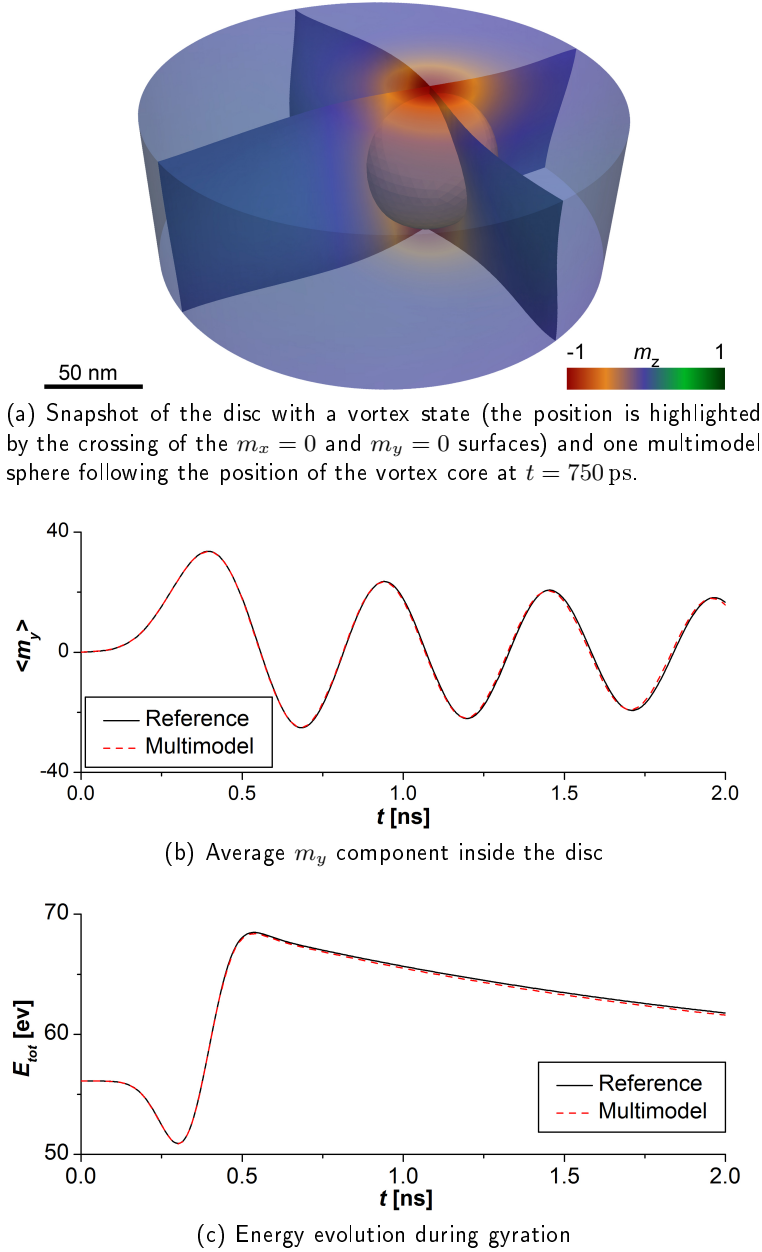 50 nm
-1 m_z 1
(a) Snapshot of the disc with a vortex state (the position is highlighted
by the crossing of the m_x = 0 and m_y = 0 surfaces) and one multimodel
sphere following the position of the vortex core at t = 750 ps.
40
0
-40
<m_y>
Reference
Multimodel
0.0 0.5 1.0 1.5 2.0
t [ns]
(b) Average m_y component inside the disc
70
60
50
E_tot [ev]
Reference
Multimodel
0.0 0.5 1.0 1.5 2.0
t [ns]
(c) Energy evolution during gyration